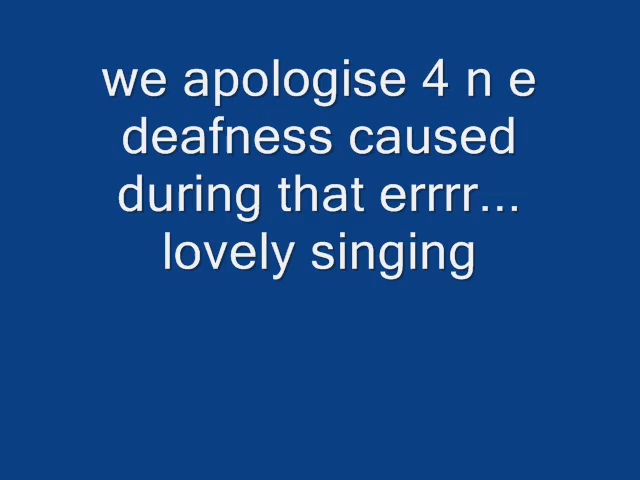 we apologise 4 n e
deafness caused
during that errrr...
lovely singing